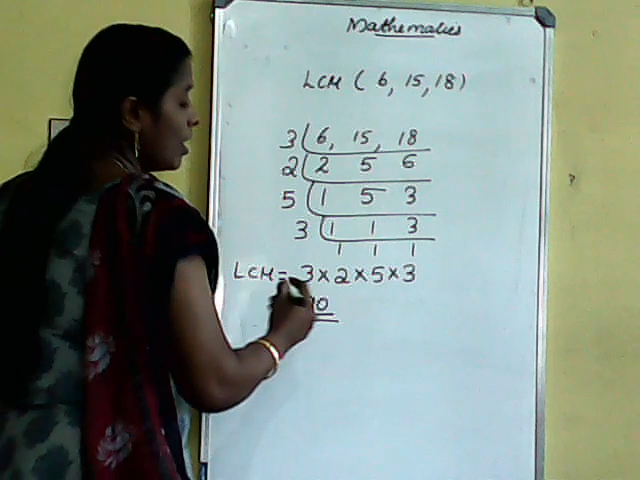 Mathematics
LCM ( 6, 15, 18)
3 6, 15, 18
2 2 5 6
5 1 5 3
3 1 1 3
1 1 1
LCM = 3×2×5×3